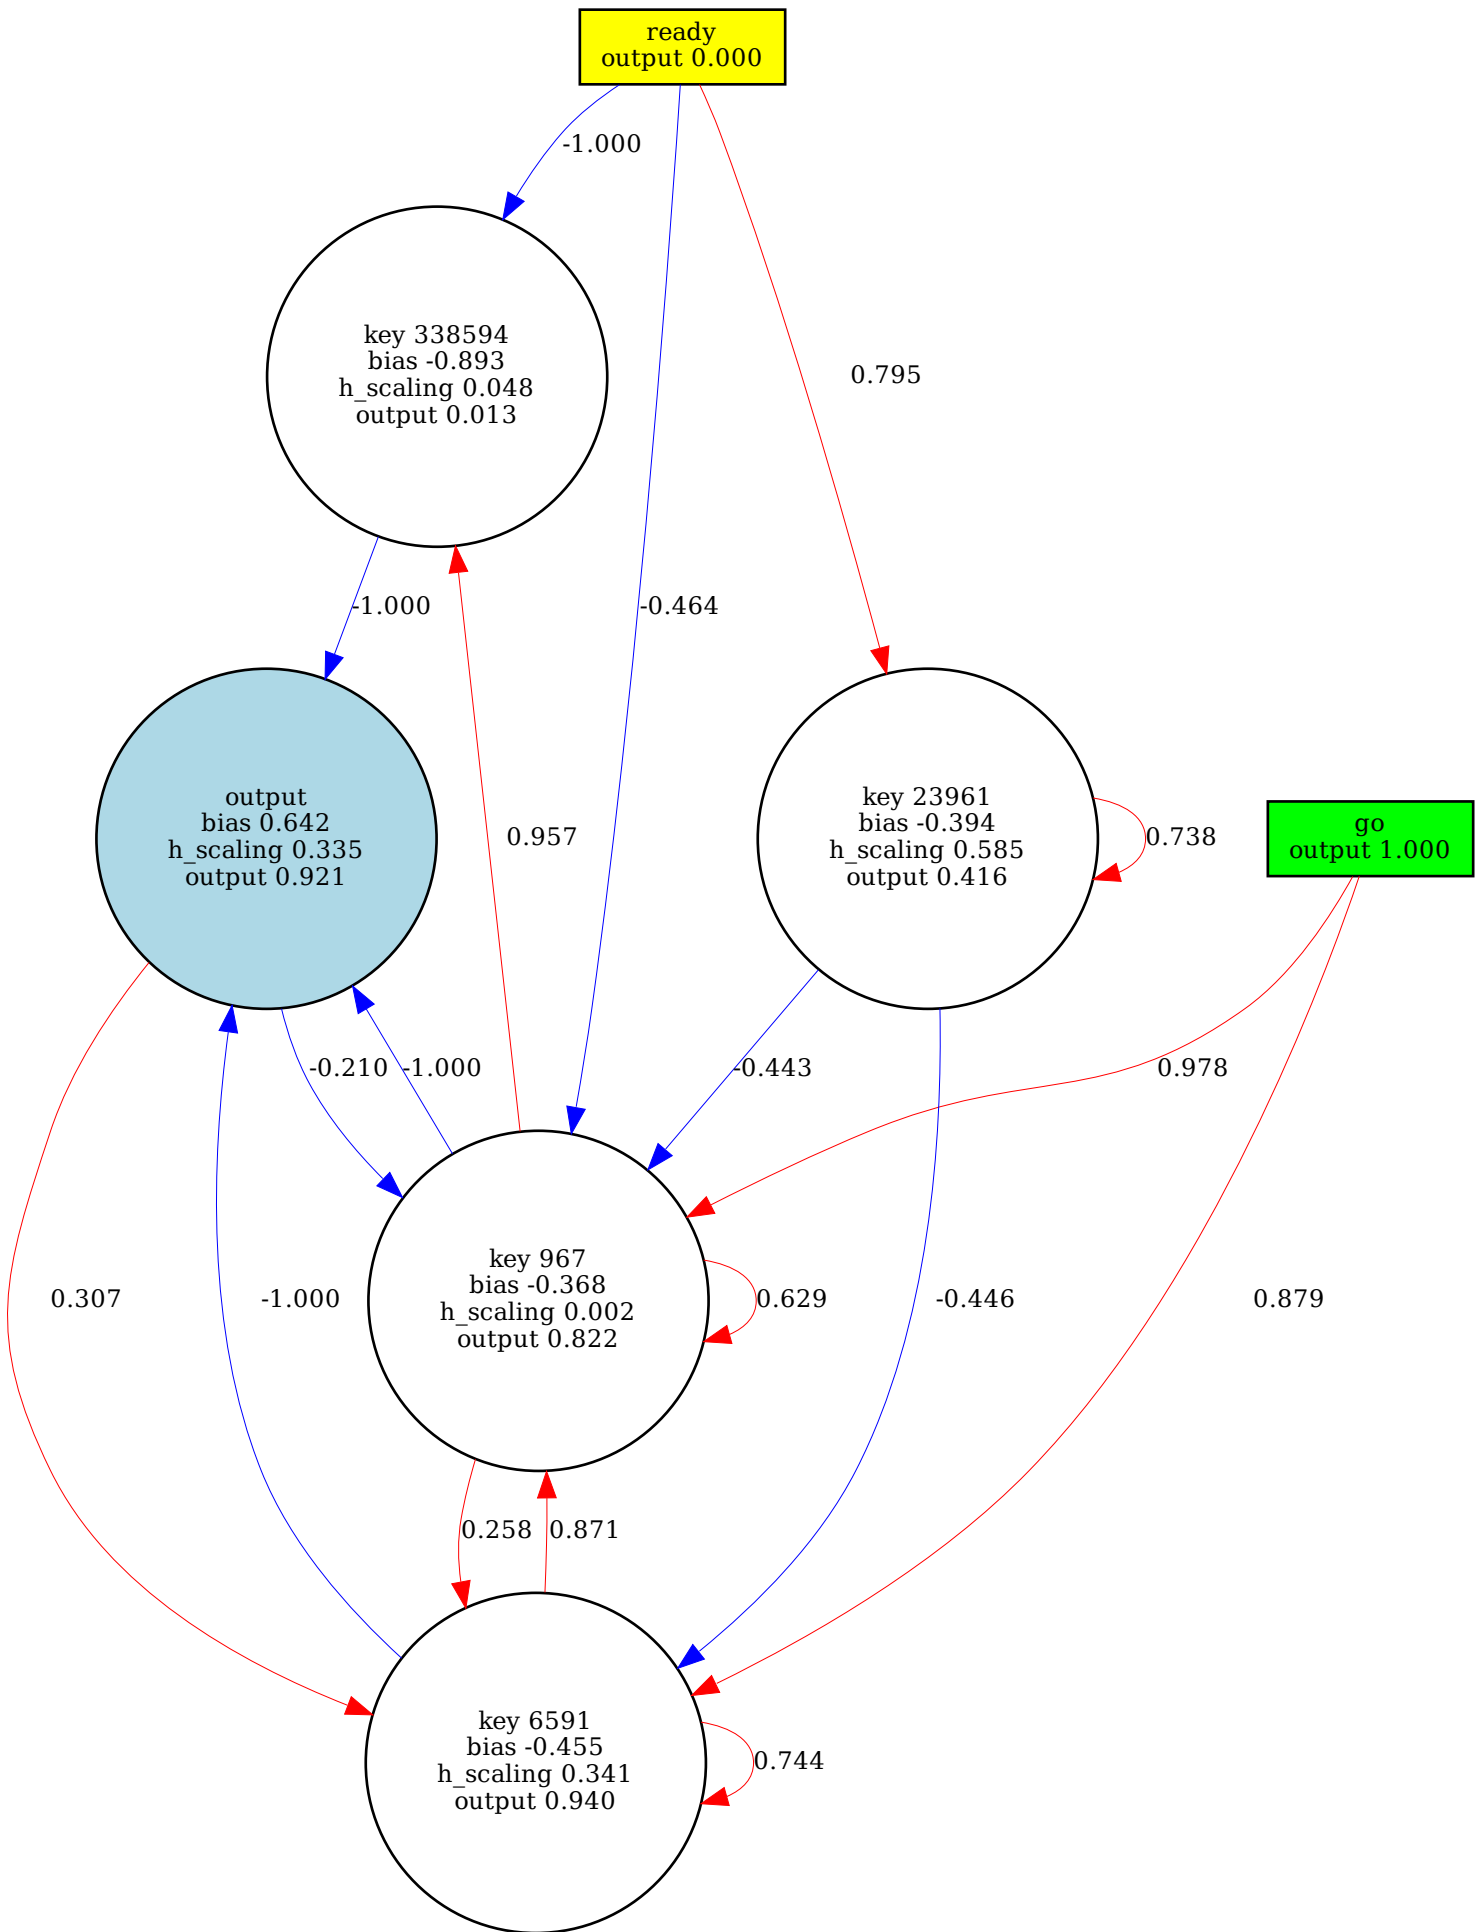 ready
output 0.000
-1.000
key 338594
bias -0.893
h_scaling 0.048
output 0.013
0.795
-1.000
-0.464
output
bias 0.642
h_scaling 0.335
output 0.921
0.957
key 23961
bias -0.394
h_scaling 0.585
output 0.416
0.738
go
output 1.000
-0.210
-1.000
-0.443
0.978
0.307
-1.000
key 967
bias -0.368
h_scaling 0.002
output 0.822
0.629
-0.446
0.879
0.258
0.871
key 6591
bias -0.455
h_scaling 0.341
output 0.940
0.744